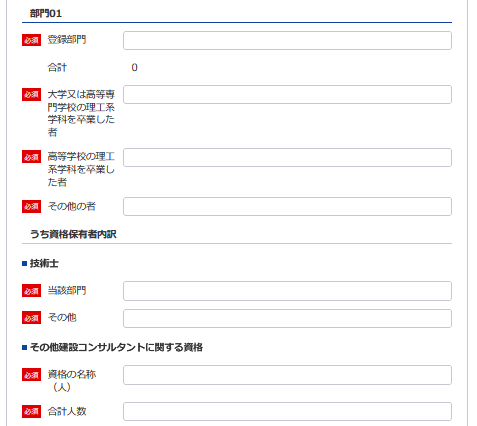 部門01
必須 登録部門
合計 0
必須 大学又は高等専
門学校の理工系
学科を卒業した
者
必須 高等学校の理工
系学科を卒業し
た者
必須 その他の者
うち資格保有者内訳
技術士
必須 当該部門
必須 その他
その他建設コンサルタントに関する資格
必須 資格の名称
（人）
必須 合計人数